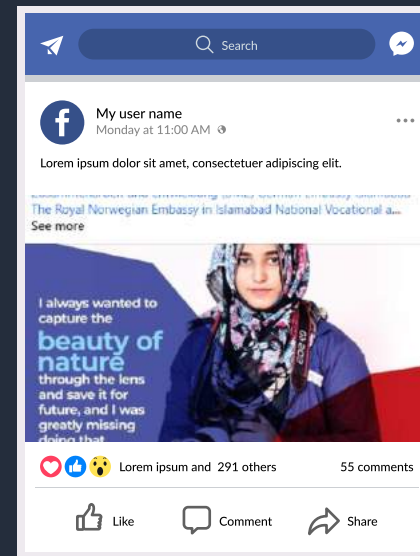 Search
My user name
Monday at 11:00 AM
Lorem ipsum dolor sit amet, consectetuer adipiscing elit.
The Royal Norwegian Embassy in Islamabad National Vocational a...
See more
I always wanted to
capture the
beauty of
nature
through the lens
and save it for
future, and I was
greatly missing
doing that
Lorem ipsum and 291 others
55 comments
Like
Comment
Share